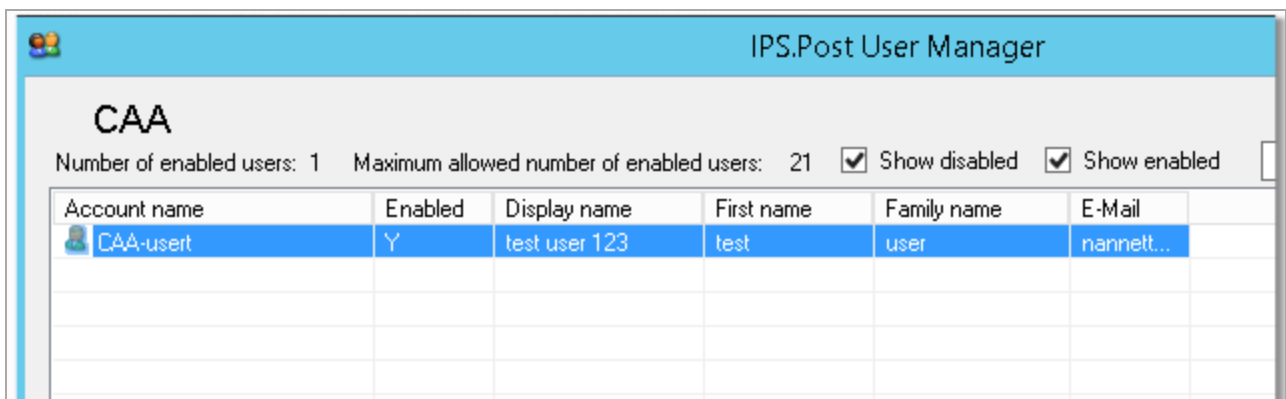 IPS.Post User Manager
CAA
Number of enabled users: 1 Maximum allowed number of enabled users: 21 Show disabled Show enabled
Account name Enabled Display name First name Family name E-Mail
CAA-usert Y test user 123 test user nannett...